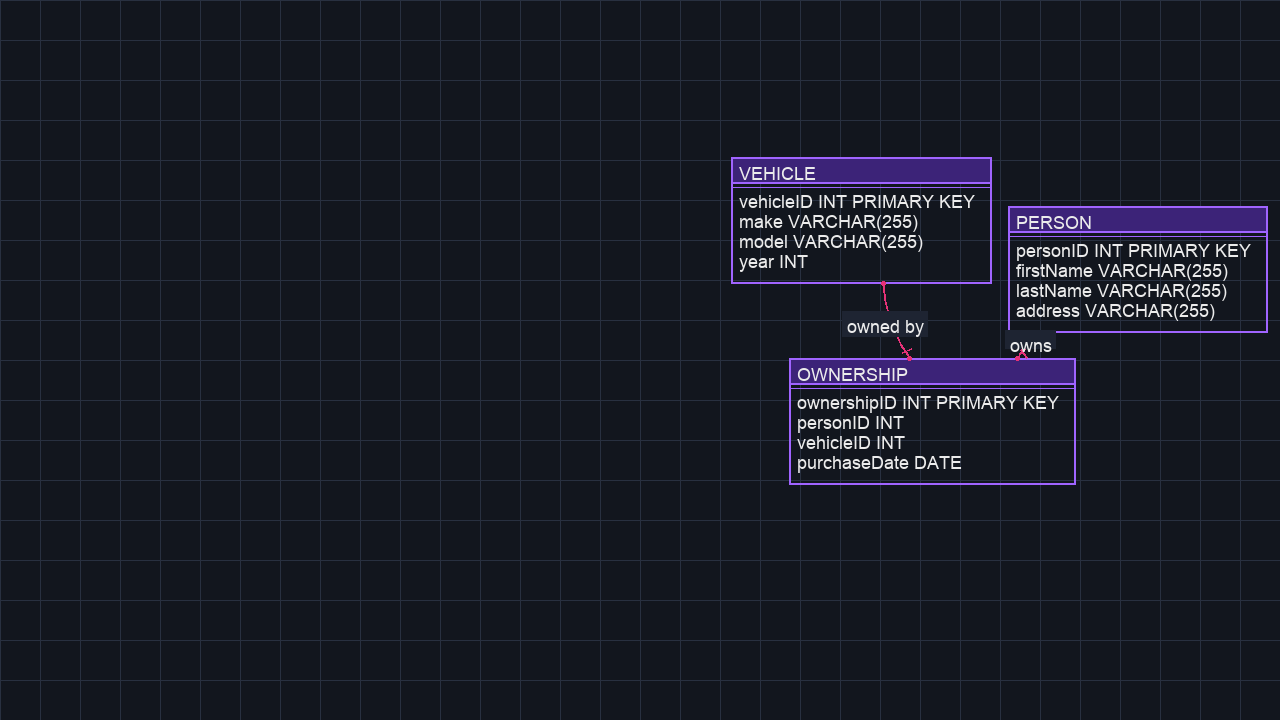 VEHICLE
vehicleID INT PRIMARY KEY
make VARCHAR(255)
model VARCHAR(255)
year INT
PERSON
personID INT PRIMARY KEY
firstName VARCHAR(255)
lastName VARCHAR(255)
address VARCHAR(255)
owned by
owns
OWNERSHIP
ownershipID INT PRIMARY KEY
personID INT
vehicleID INT
purchaseDate DATE